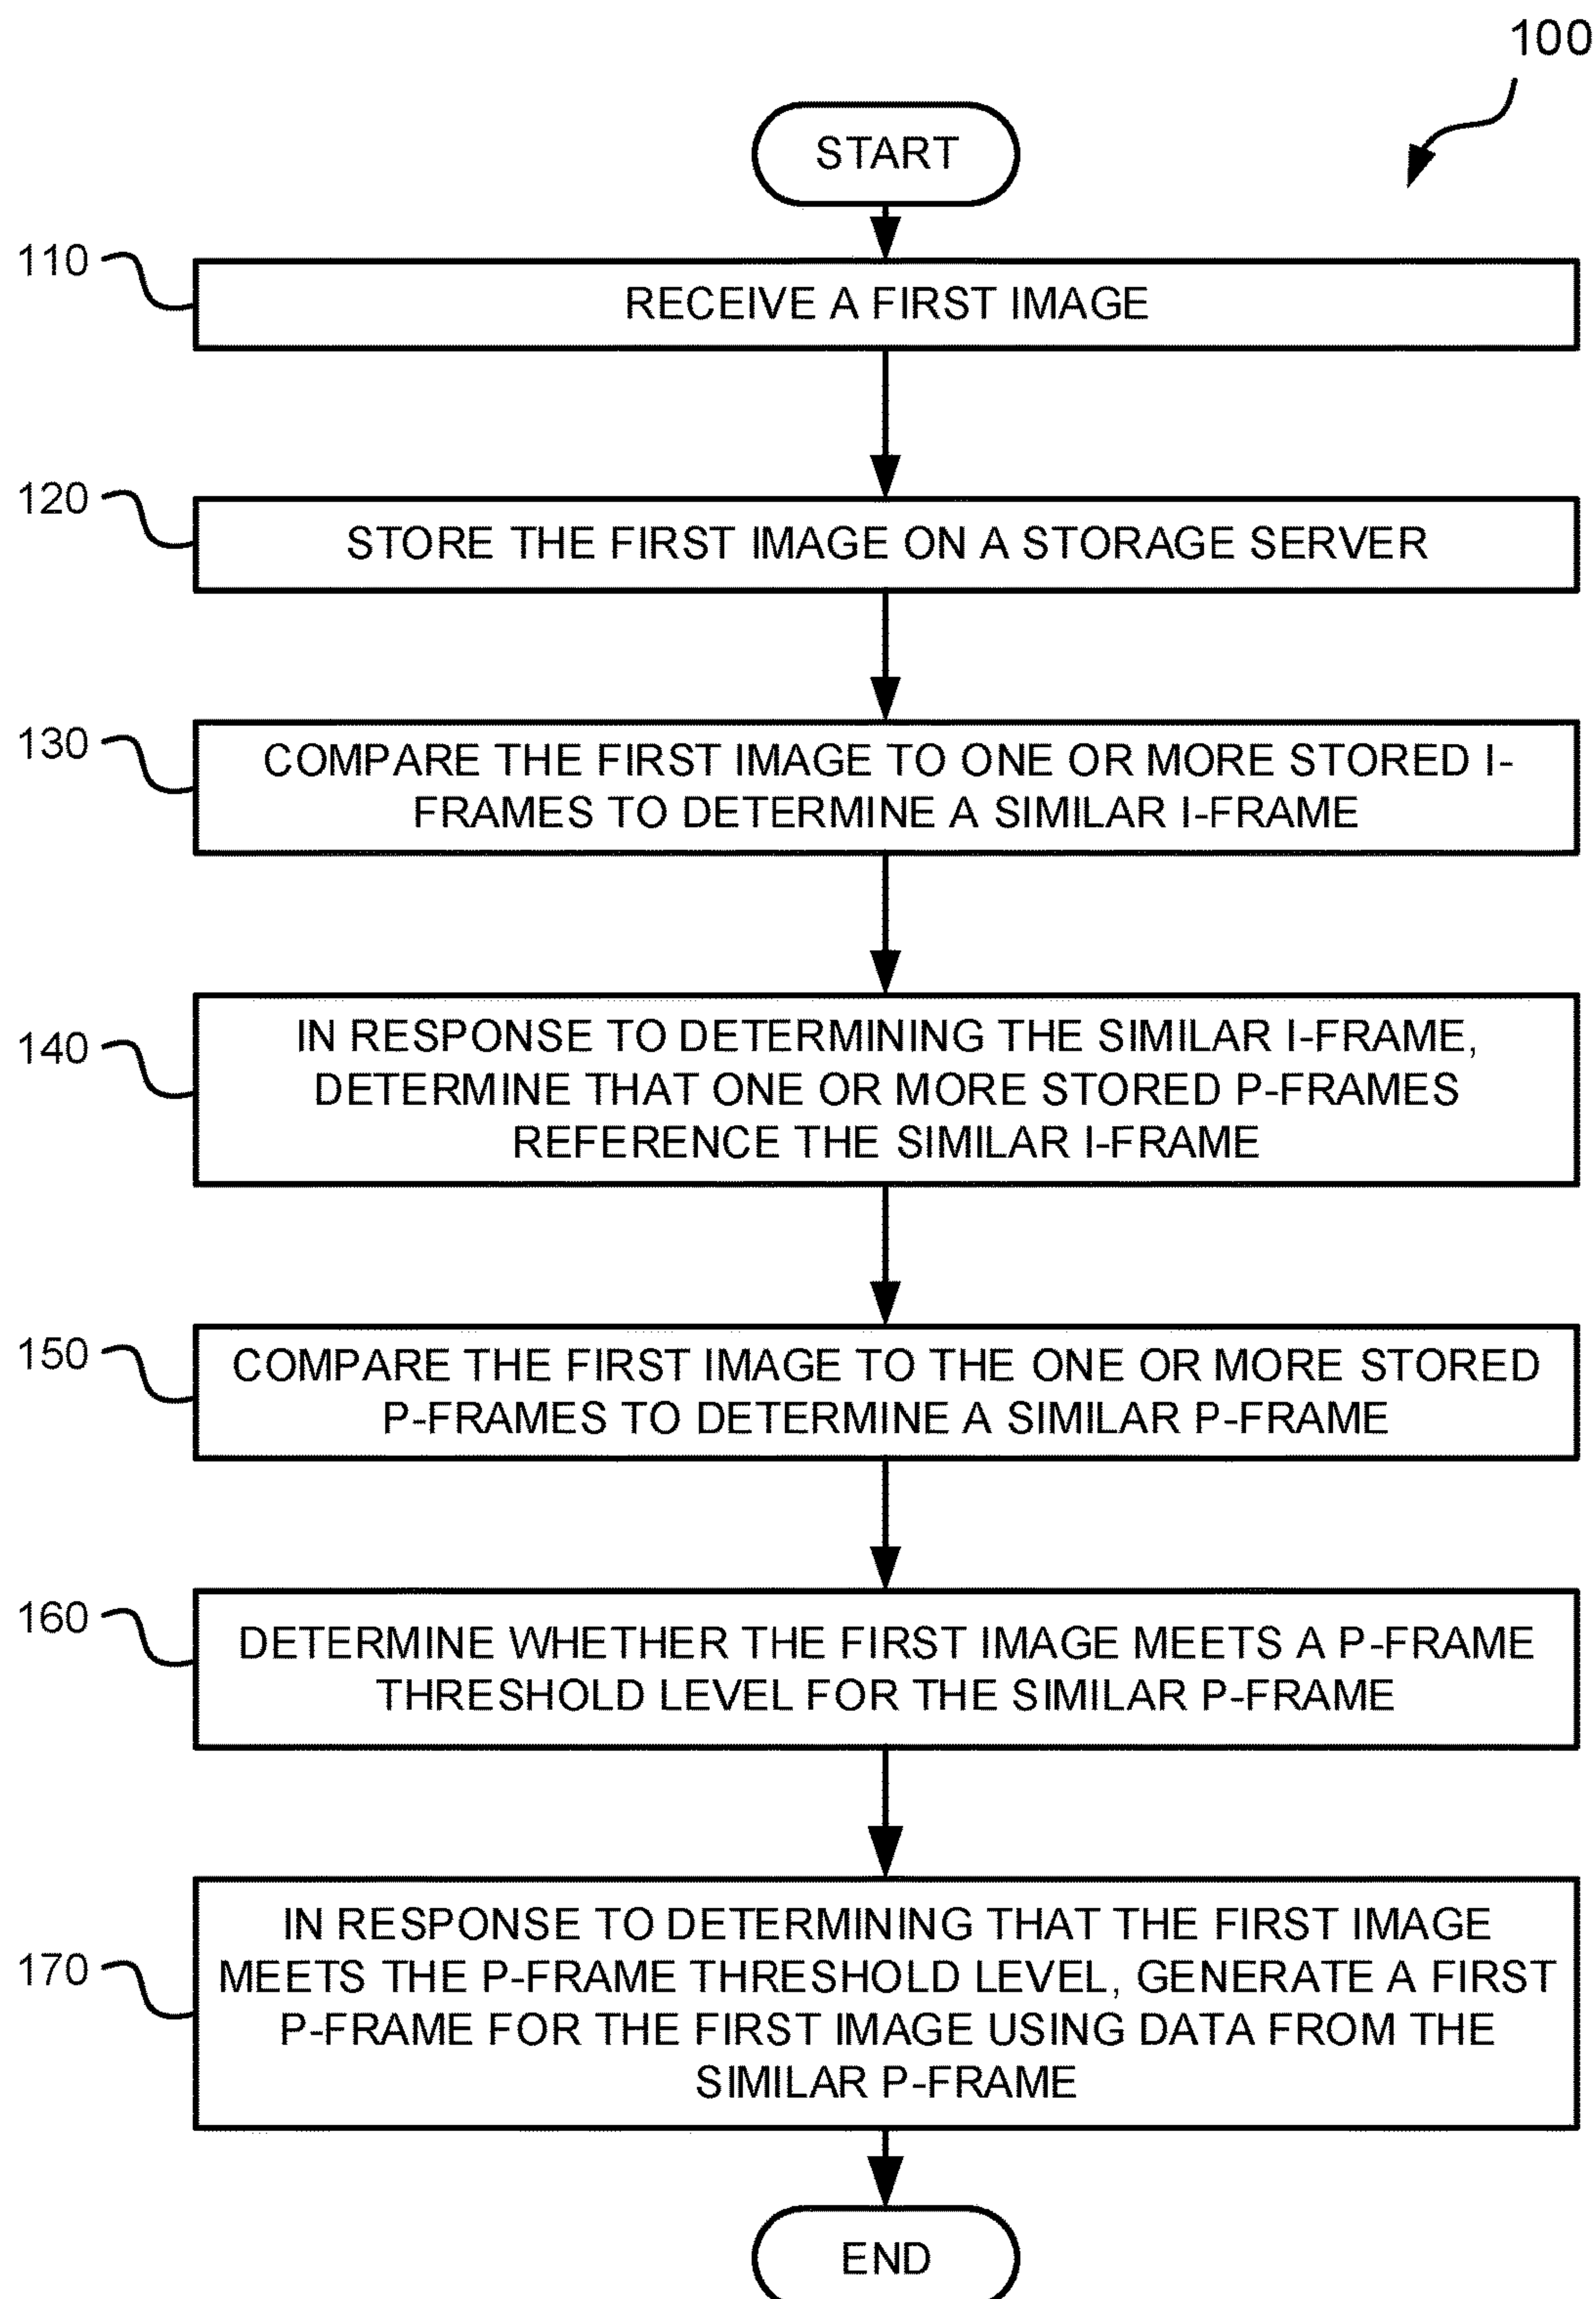 100
START
110
RECEIVE A FIRST IMAGE
120
STORE THE FIRST IMAGE ON A STORAGE SERVER
130
COMPARE THE FIRST IMAGE TO ONE OR MORE STORED I-
FRAMES TO DETERMINE A SIMILAR I-FRAME
140
IN RESPONSE TO DETERMINING THE SIMILAR I-FRAME,
DETERMINE THAT ONE OR MORE STORED P-FRAMES
REFERENCE THE SIMILAR I-FRAME
150
COMPARE THE FIRST IMAGE TO THE ONE OR MORE STORED
P-FRAMES TO DETERMINE A SIMILAR P-FRAME
160
DETERMINE WHETHER THE FIRST IMAGE MEETS A P-FRAME
THRESHOLD LEVEL FOR THE SIMILAR P-FRAME
170
IN RESPONSE TO DETERMINING THAT THE FIRST IMAGE
MEETS THE P-FRAME THRESHOLD LEVEL, GENERATE A FIRST
P-FRAME FOR THE FIRST IMAGE USING DATA FROM THE
SIMILAR P-FRAME
END